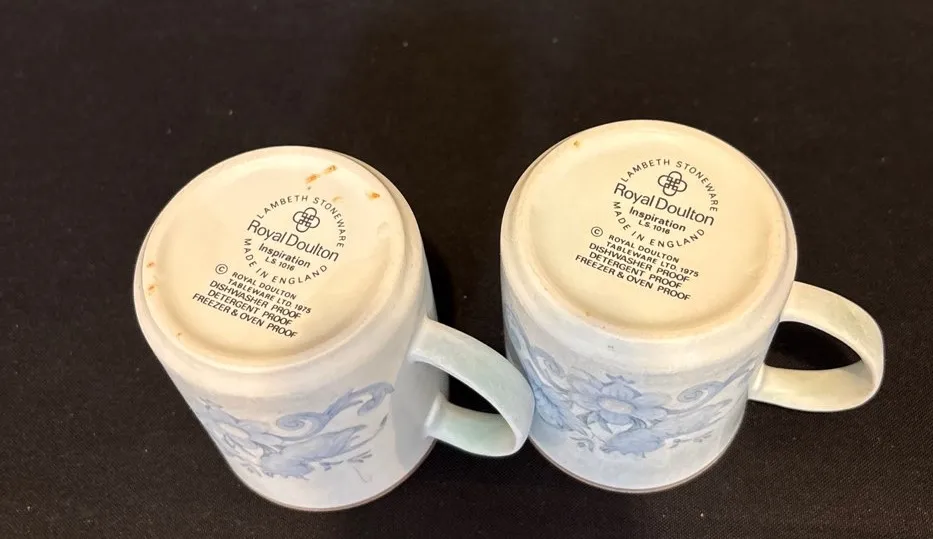 LAMBETH STONEWARE
Royal Doulton
Inspiration
L.S. 1016
MADE IN ENGLAND
© ROYAL DOULTON
TABLEWARE LTD. 1975
DISHWASHER PROOF
DETERGENT PROOF
FREEZER & OVEN PROOF
LAMBETH STONEWARE
Royal Doulton
Inspiration
L.S. 1016
MADE IN ENGLAND
© ROYAL DOULTON
TABLEWARE LTD. 1975
DISHWASHER PROOF
DETERGENT PROOF
FREEZER & OVEN PROOF